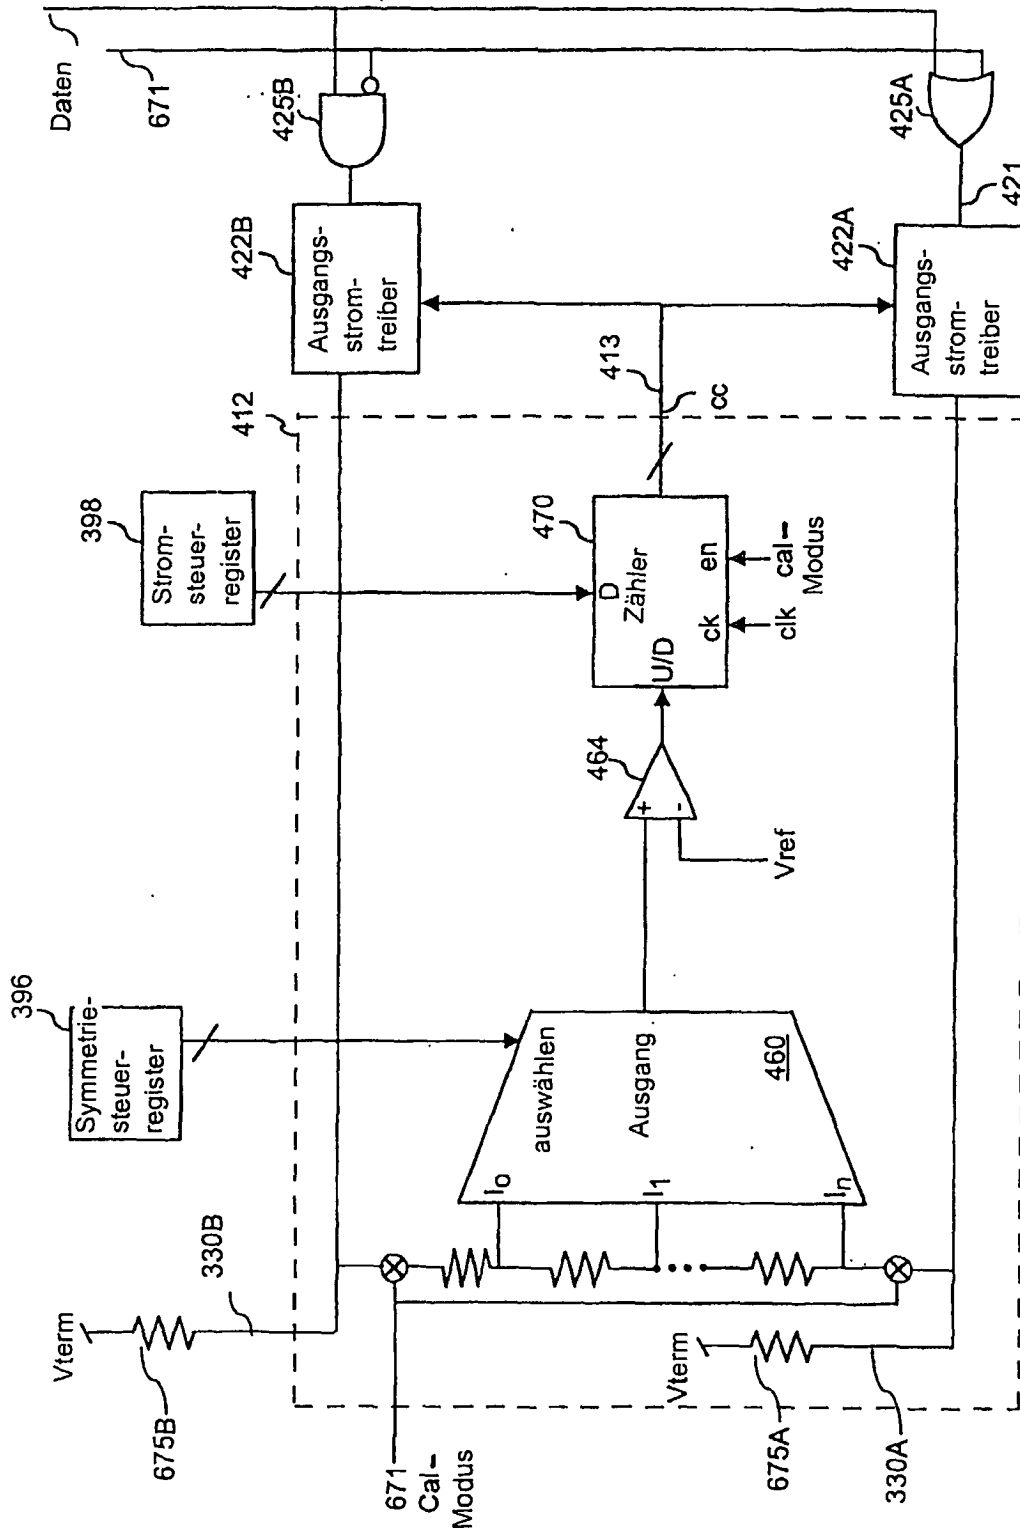 Daten
671
425B
425A
422B
Ausgangs-
strom-
treiber
422A
Ausgangs-
strom-
treiber
421
412
413
cc
398
Strom-
steuer-
register
470
D
Zähler
U/D
ck
en
clk
cal-
Modus
464
+
-
Vref
396
Symmetrie-
steuer-
register
auswählen
Ausgang
460
I0
I1
In
Vterm
675B
330B
Vterm
675A
330A
671
Cal-
Modus